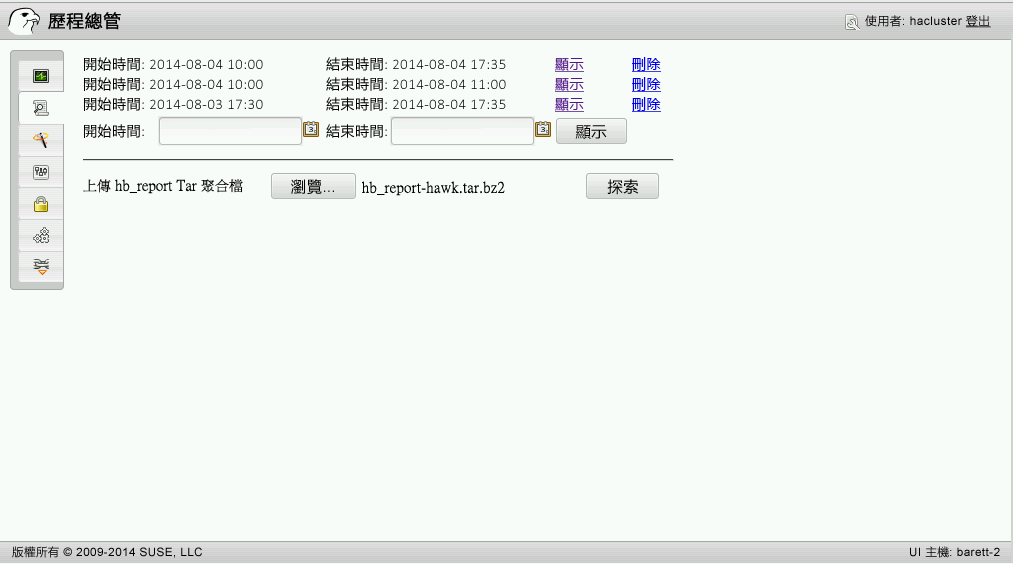 歷程總管
使用者: hacluster 登出
開始時間: 2014-08-04 10:00 結束時間: 2014-08-04 17:35 顯示 刪除
開始時間: 2014-08-04 10:00 結束時間: 2014-08-04 11:00 顯示 刪除
開始時間: 2014-08-03 17:30 結束時間: 2014-08-04 17:35 顯示 刪除
開始時間: 結束時間: 顯示
上傳 hb_report Tar 聚合檔 瀏覽... hb_report-hawk.tar.bz2 探索
版權所有 © 2009-2014 SUSE, LLC
UI 主機: barett-2